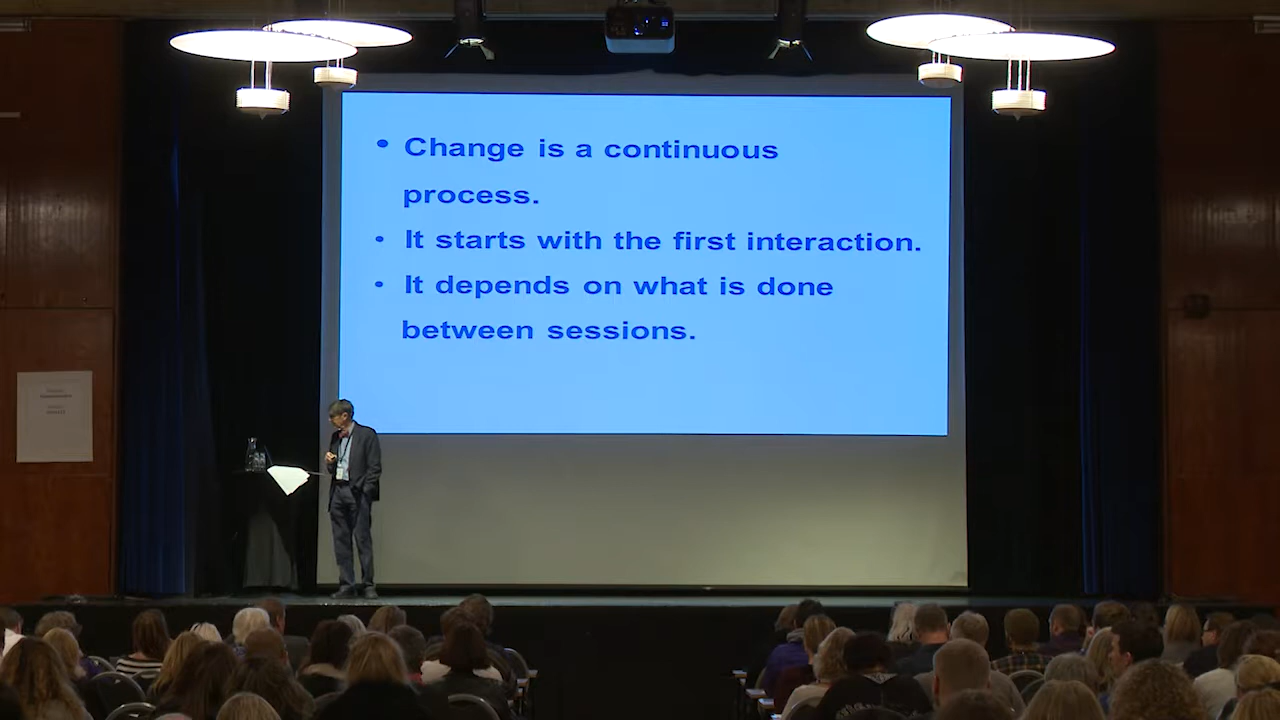 • Change is a continuous
process.
• It starts with the first interaction.
• It depends on what is done
between sessions.